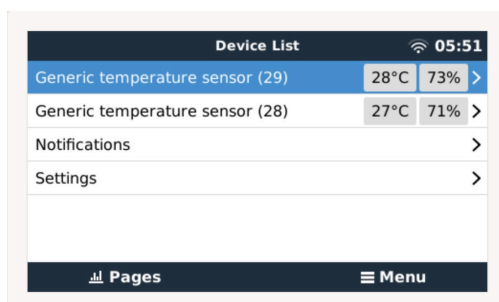 Device List 05:51
Generic temperature sensor (29) 28°C 73%
Generic temperature sensor (28) 27°C 71%
Notifications
Settings
Pages Menu